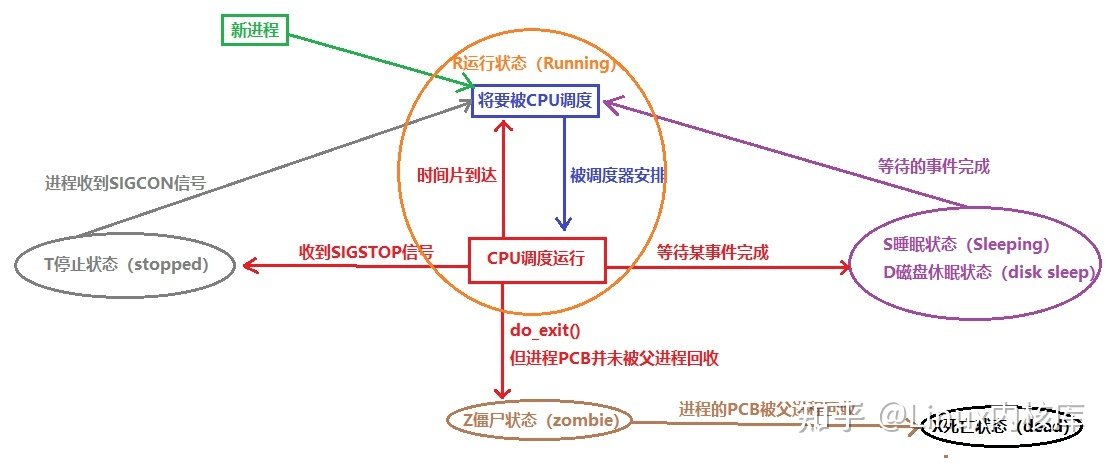 新进程
R运行状态（Running）
将要被CPU调度
进程收到SIGCON信号
时间片到达
被调度器安排
等待的事件完成
T停止状态（stopped）
收到SIGSTOP信号
CPU调度运行
等待某事件完成
S睡眠状态（Sleeping）
D磁盘休眠状态（disk sleep）
do_exit()
但进程PCB并未被父进程回收
Z僵尸状态（zombie）
进程的PCB被父进程回收
X死亡状态（dead）
知乎 @Linux内核库